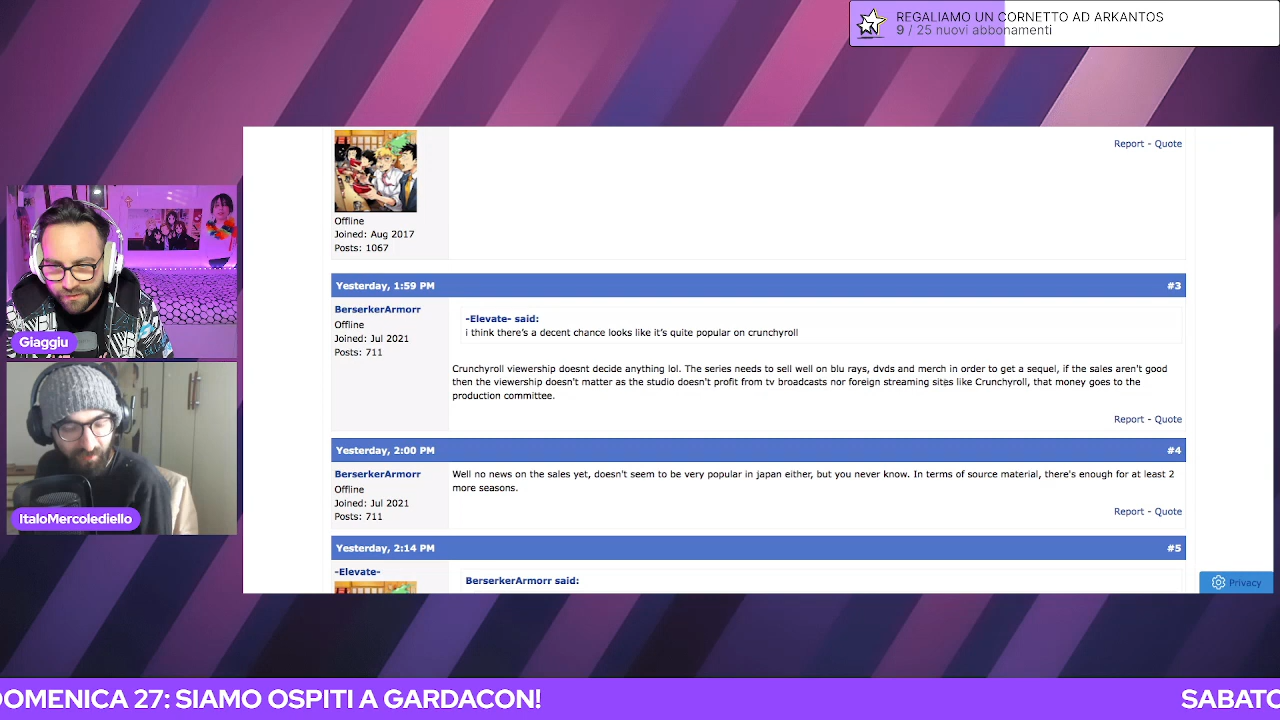 REGALIAMO UN CORNETTO AD ARKANTOS
9 / 25 nuovi abbonamenti
Report - Quote
Offline
Joined: Aug 2017
Posts: 1067
Yesterday, 1:59 PM #3
BerserkerArmorr
Offline
Joined: Jul 2021
Posts: 711
-Elevate- said:
i think there's a decent chance looks like it's quite popular on crunchyroll
Crunchyroll viewership doesnt decide anything lol. The series needs to sell well on blu rays, dvds and merch in order to get a sequel, if the sales aren't good
then the viewership doesn't matter as the studio doesn't profit from tv broadcasts nor foreign streaming sites like Crunchyroll, that money goes to the
production committee.
Report - Quote
Yesterday, 2:00 PM #4
BerserkerArmorr
Offline
Joined: Jul 2021
Posts: 711
Well no news on the sales yet, doesn't seem to be very popular in japan either, but you never know. In terms of source material, there's enough for at least 2
more seasons.
Report - Quote
Yesterday, 2:14 PM #5
-Elevate-
BerserkerArmorr said:
Privacy
Giaggiu
ItaloMercolediello
DOMENICA 27: SIAMO OSPITI A GARDACON! SABATO